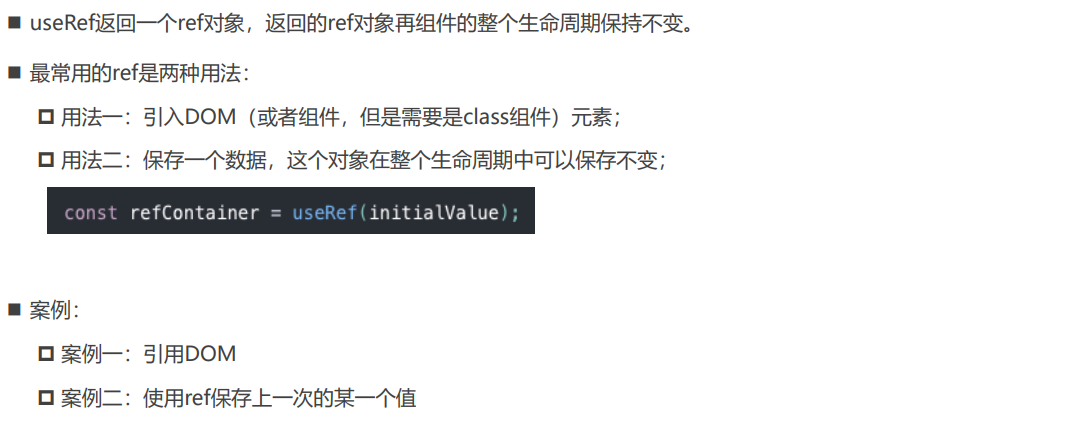 useRef返回一个ref对象，返回的ref对象再组件的整个生命周期保持不变。
最常用的ref是两种用法：
用法一：引入DOM（或者组件，但是需要是class组件）元素；
用法二：保存一个数据，这个对象在整个生命周期中可以保存不变；
const refContainer = useRef(initialValue);
案例：
案例一：引用DOM
案例二：使用ref保存上一次的某一个值